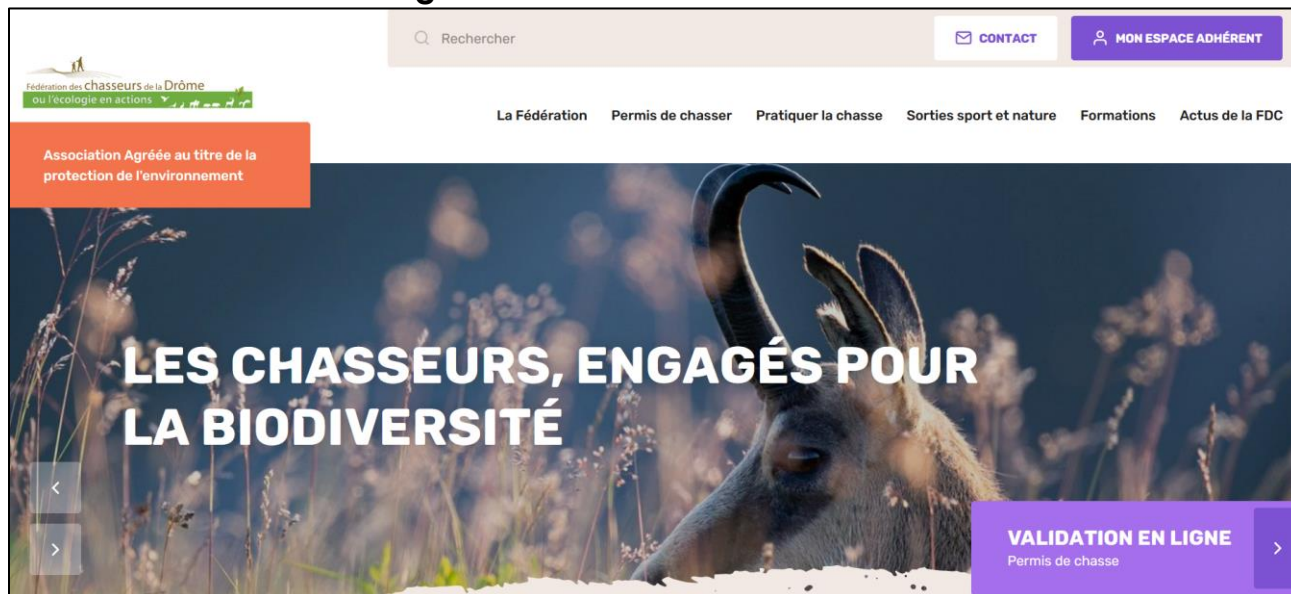 Rechercher
CONTACT
MON ESPACE ADHÉRENT
Fédération des chasseurs de la Drôme
ou l'écologie en actions
La Fédération
Permis de chasser
Pratiquer la chasse
Sorties sport et nature
Formations
Actus de la FDC
Association Agréée au titre de la
protection de l'environnement
LES CHASSEURS, ENGAGÉS POUR
LA BIODIVERSITÉ
VALIDATION EN LIGNE
Permis de chasse